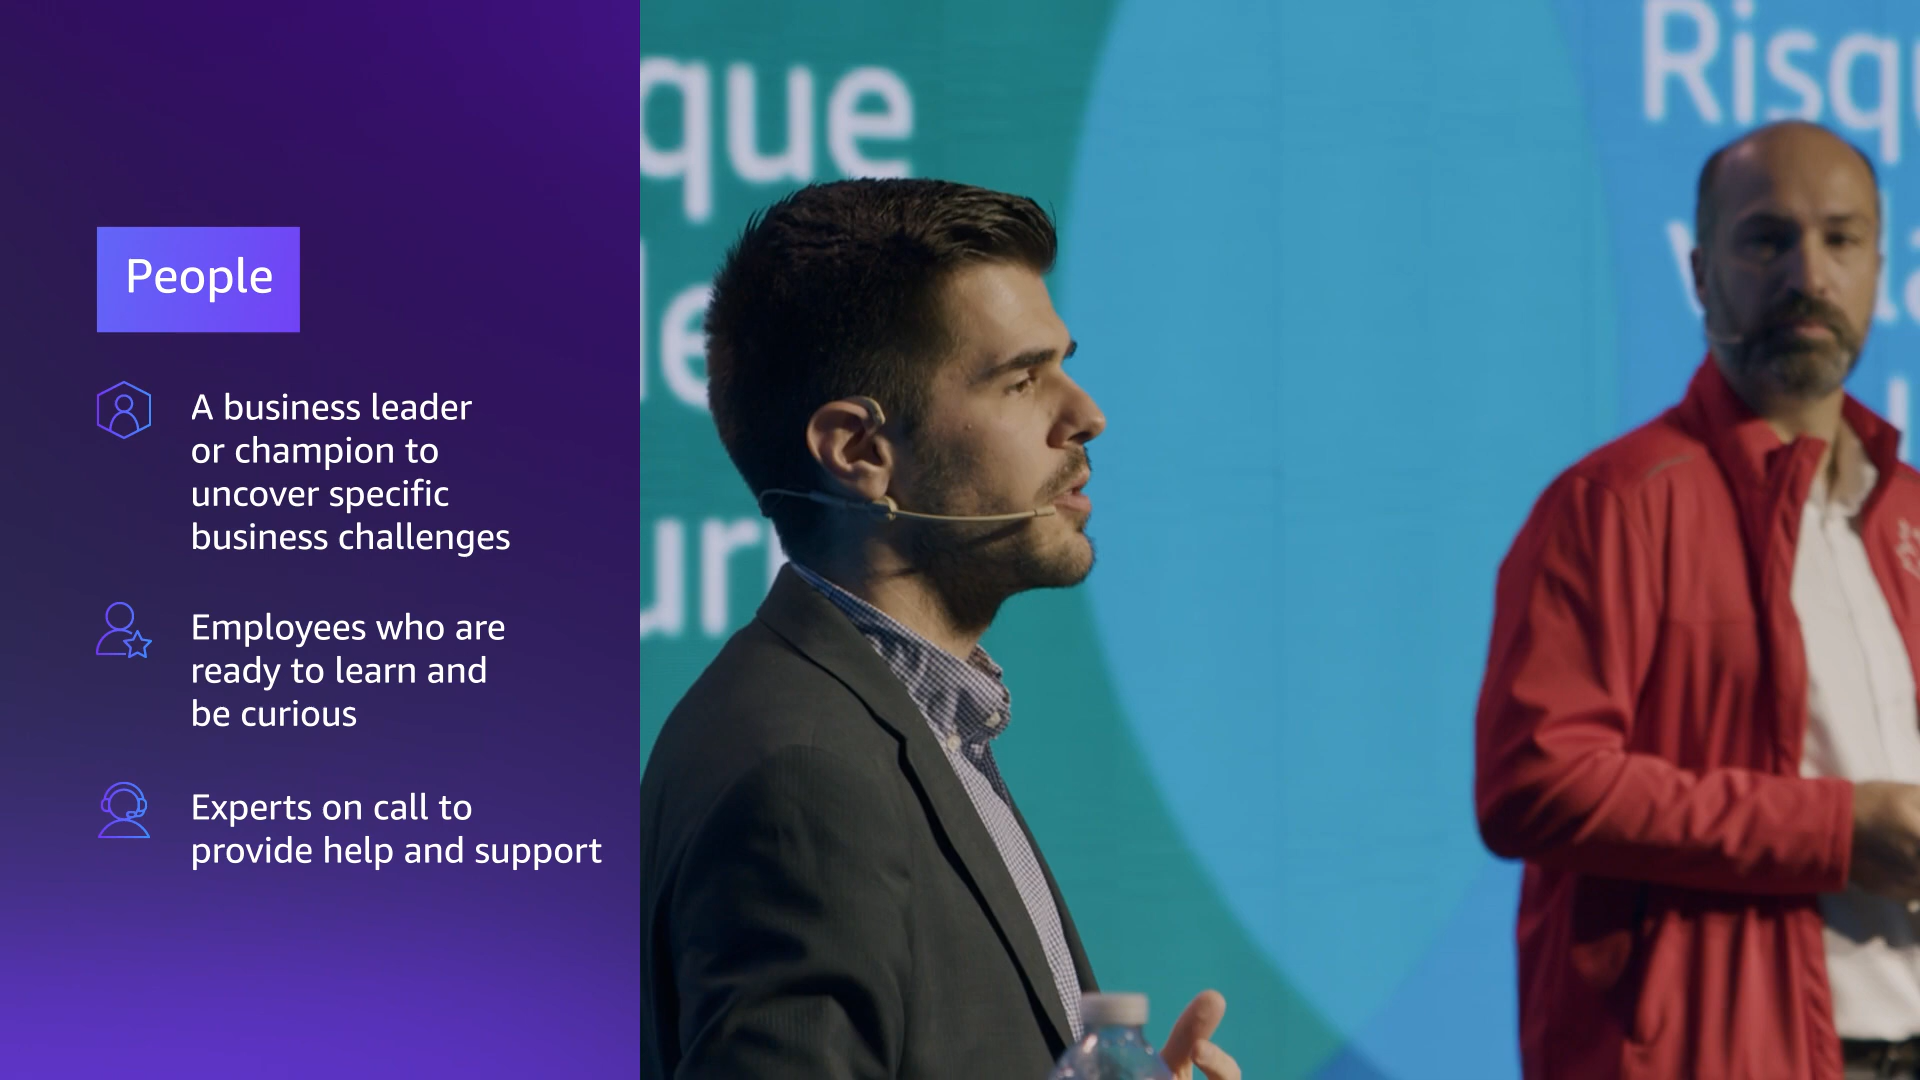 People
A business leader
or champion to
uncover specific
business challenges
Employees who are
ready to learn and
be curious
Experts on call to
provide help and support
que
Risqu